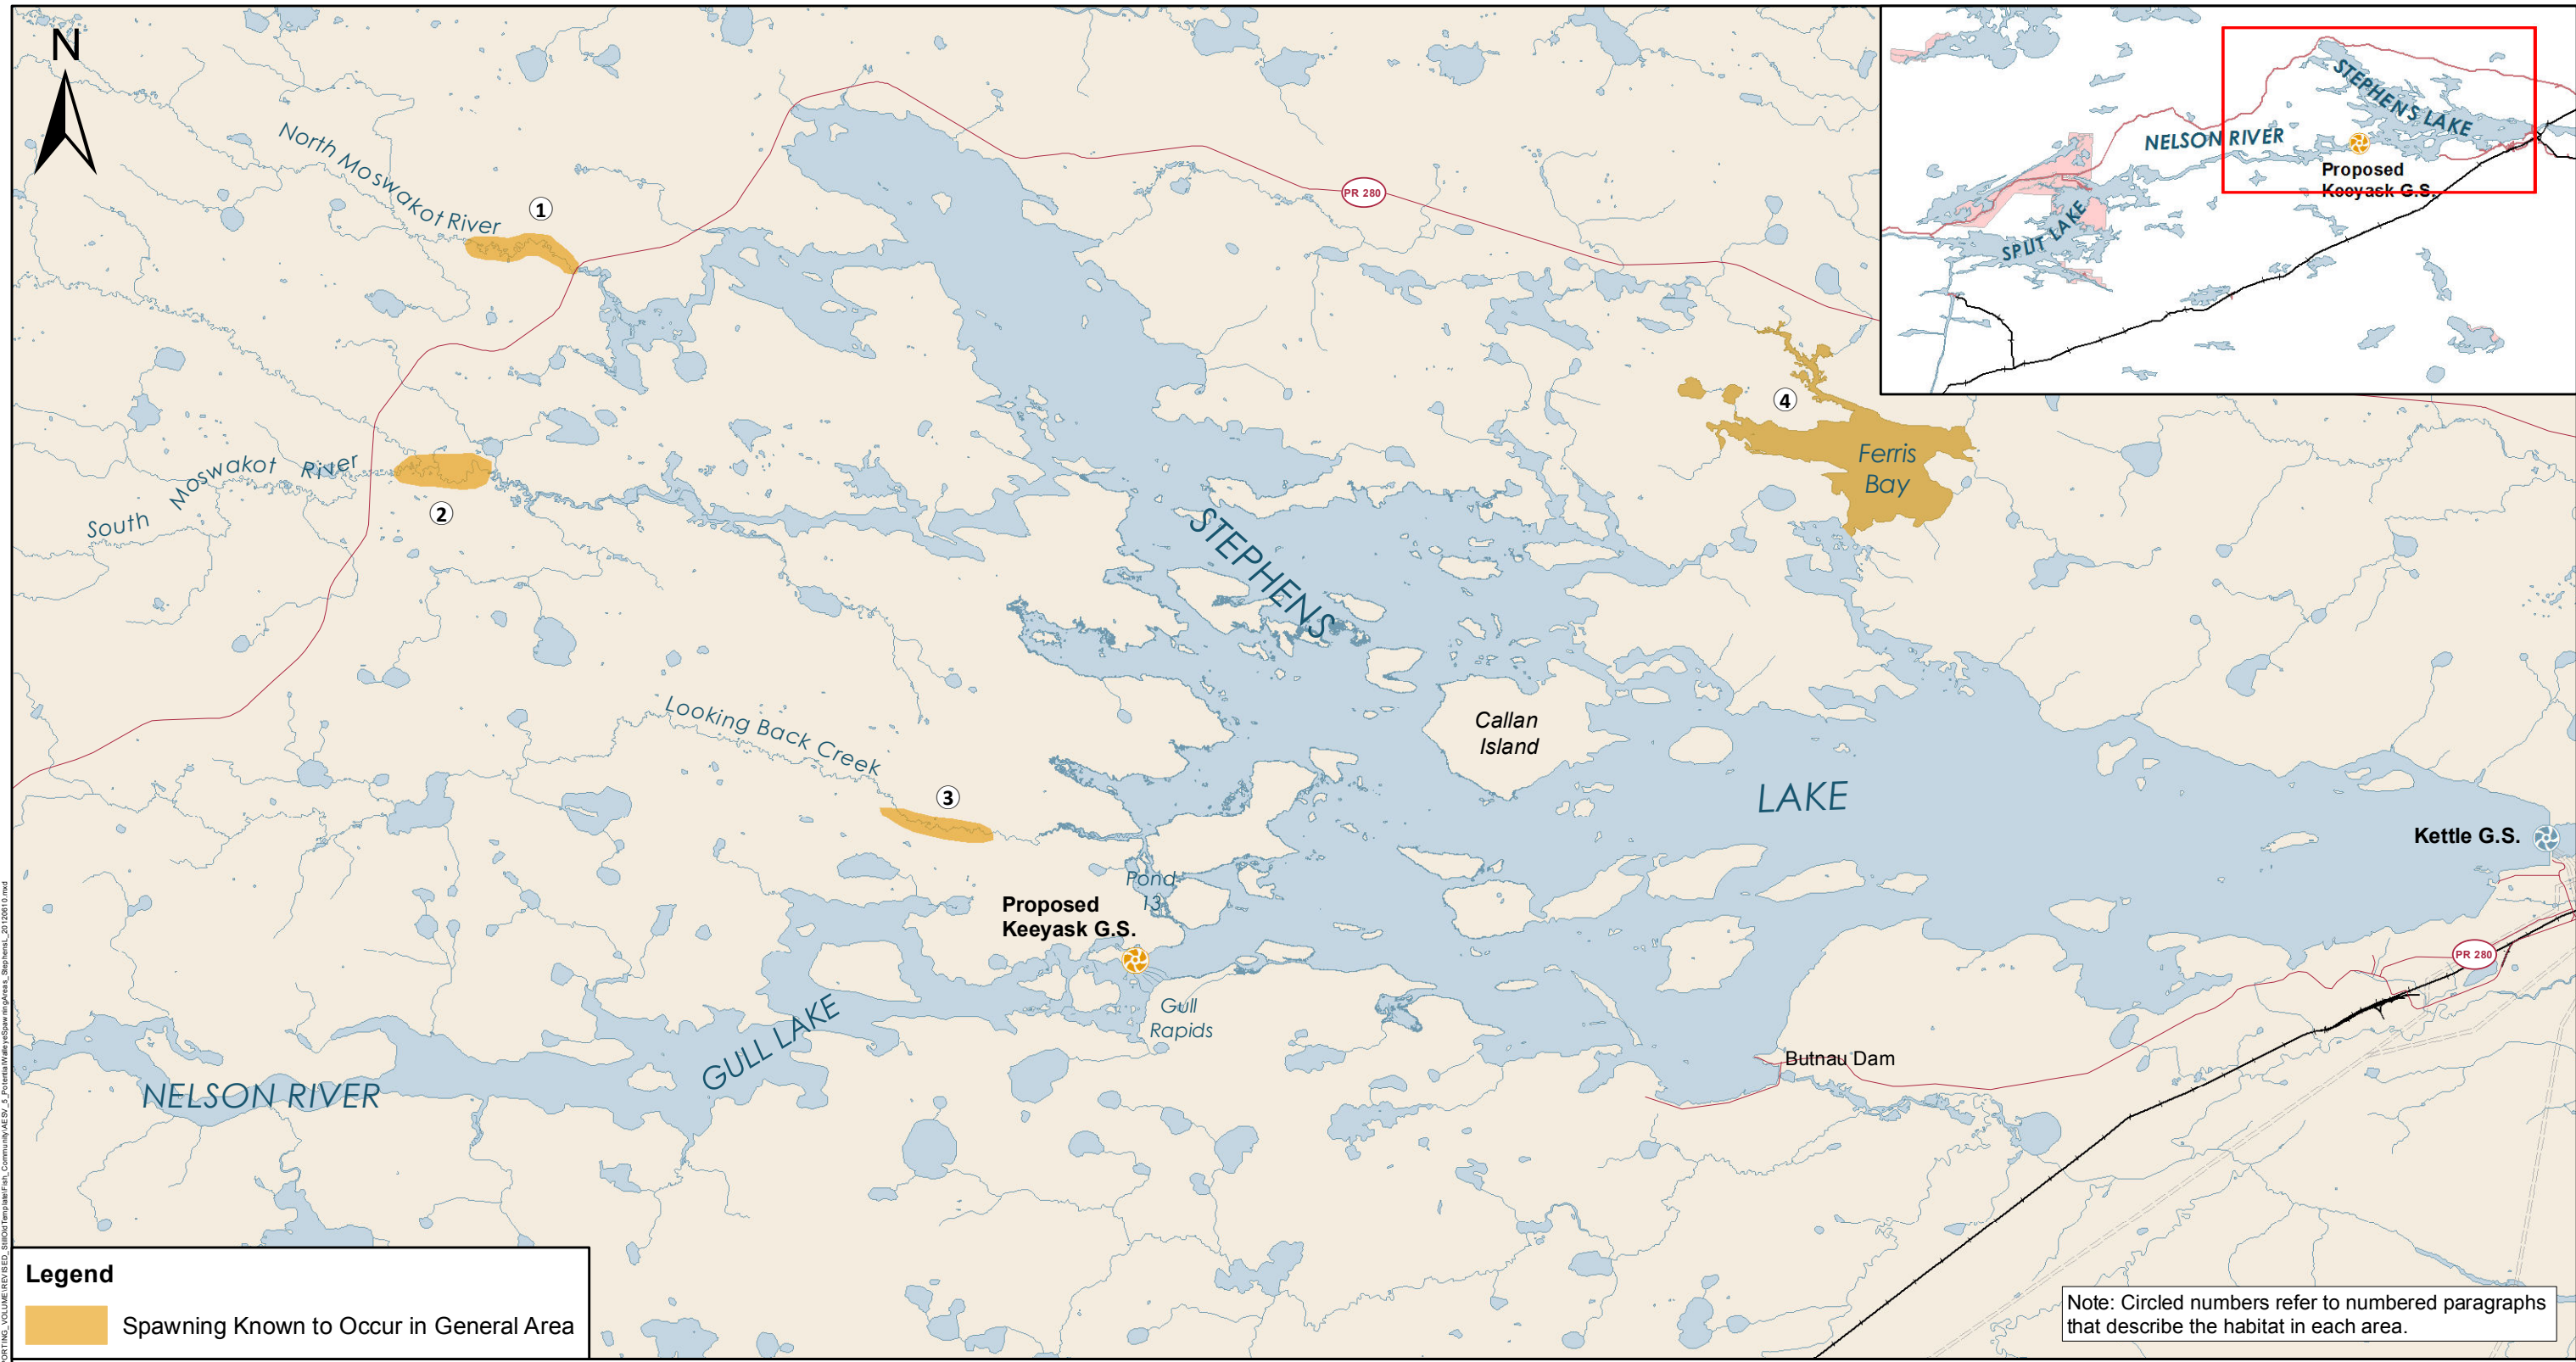 N
North Moswakot River
1
PR 280
STEPHENS LAKE
NELSON RIVER
Proposed
Keeyask G.S.
SPLIT LAKE
4
Ferris
Bay
South Moswakot River
2
STEPHENS
Callan
Island
Looking Back Creek
LAKE
3
Kettle G.S.
Pond
13
Proposed
Keeyask G.S.
PR 280
Gull
Rapids
GULL LAKE
Butnau Dam
NELSON RIVER
Legend
Spawning Known to Occur in General Area
Note: Circled numbers refer to numbered paragraphs
that describe the habitat in each area.